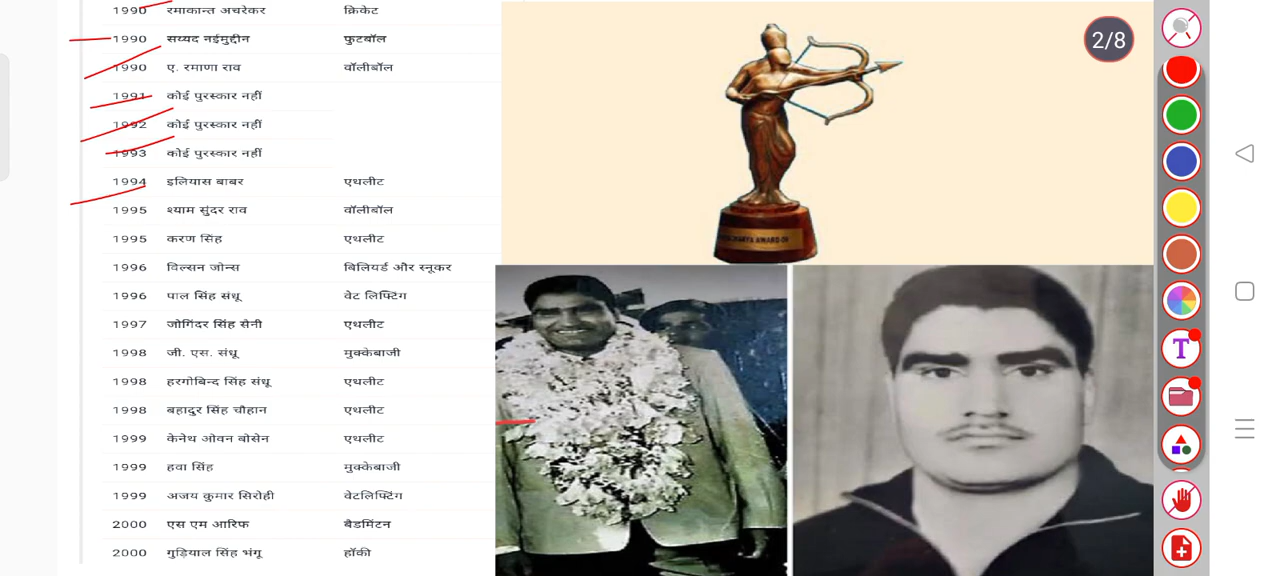 1990 रमाकान्त अचरेकर क्रिकेट
1990 सय्यद नईमुद्दीन फुटबॉल
1990 ए. रमाणा राव वॉलीबॉल
1991 कोई पुरस्कार नहीं
1992 कोई पुरस्कार नहीं
1993 कोई पुरस्कार नहीं
1994 इलियास बाबर एथलीट
1995 श्याम सुंदर राव वॉलीबॉल
1995 करण सिंह एथलीट
1996 विल्सन जोन्स बिलियर्ड और स्नूकर
1996 पाल सिंह संधू वेट लिफ्टिंग
1997 जोगिंदर सिंह सैनी एथलीट
1998 जी. एस. संधू मुक्केबाजी
1998 हरगोबिन्द सिंह संधू एथलीट
1998 बहादुर सिंह चौहान एथलीट
1999 केनेथ ओवन बोसेन एथलीट
1999 हवा सिंह मुक्केबाजी
1999 अजय कुमार सिरोही वेटलिफ्टिंग
2000 एस एम आरिफ बैडमिंटन
2000 गुड़ियाल सिंह भंगू हॉकी
2/8
T